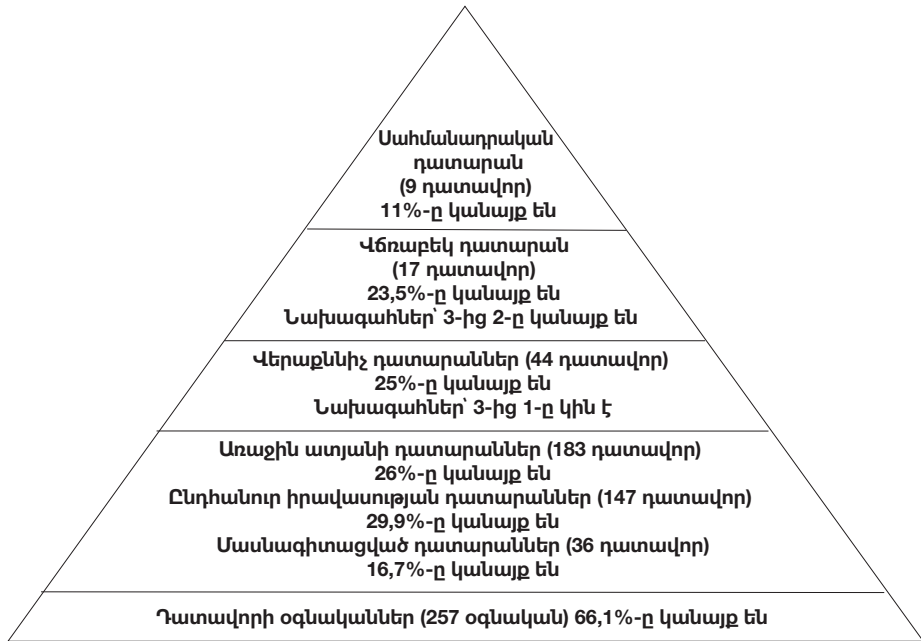 Սահմանադրական
դատարան
(9 դատավոր)
11%-ը կանայք են
Վճռաբեկ դատարան
(17 դատավոր)
23,5%-ը կանայք են
Նախագահներ՝ 3-ից 2-ը կանայք են
Վերաքննիչ դատարաններ (44 դատավոր)
25%-ը կանայք են
Նախագահներ՝ 3-ից 1-ը կին է
Առաջին ատյանի դատարաններ (183 դատավոր)
26%-ը կանայք են
Ընդհանուր իրավասության դատարաններ (147 դատավոր)
29,9%-ը կանայք են
Մասնագիտացված դատարաններ (36 դատավոր)
16,7%-ը կանայք են
Դատավորի օգնականներ (257 օգնական) 66,1%-ը կանայք են